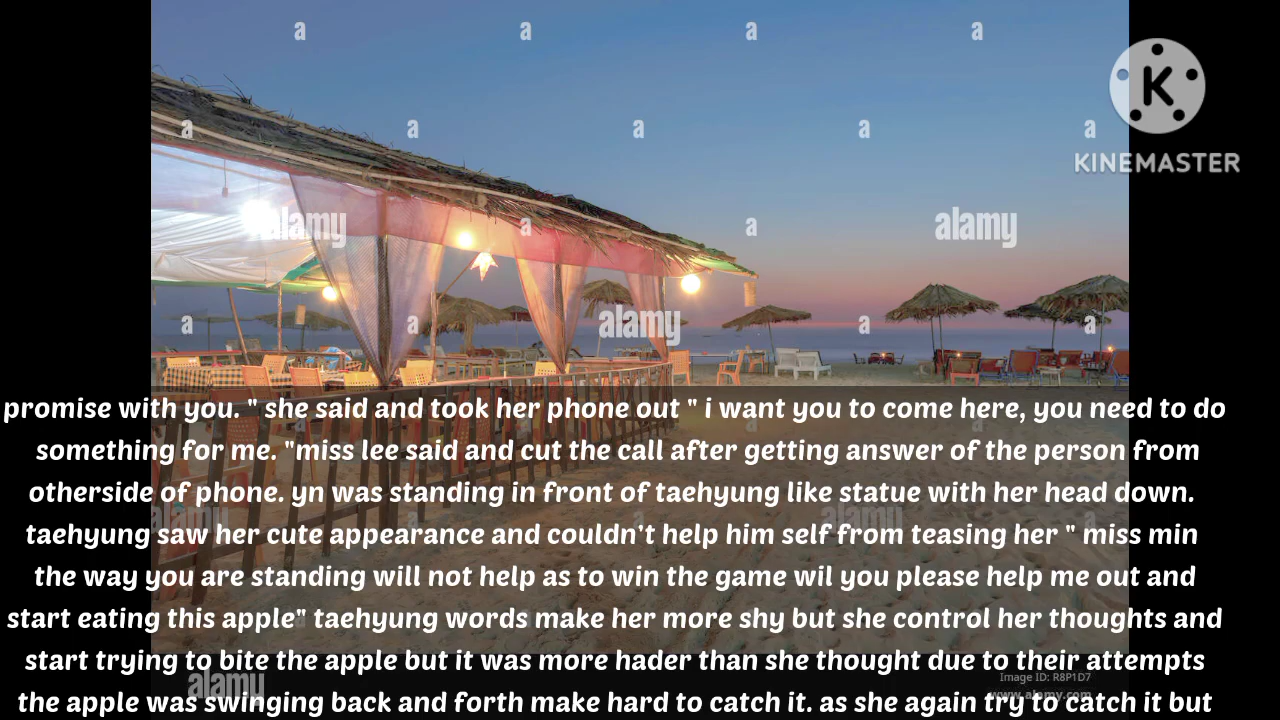 a a a a
K
KINEMASTER
a a a a a
alamy a alamy
a a alamy a a
promise with you. " she said and took her phone out " i want you to come here, you need to do
something for me. "miss lee said and cut the call after getting answer of the person from
otherside of phone. yn was standing in front of taehyung like statue with her head down.
taehyung saw her cute appearance and couldn't help him self from teasing her " miss min
the way you are standing will not help as to win the game wil you please help me out and
start eating this apple" taehyung words make her more shy but she control her thoughts and
start trying to bite the apple but it was more hader than she thought due to their attempts
alamy
Image ID: R8P1D7
www.alamy.com
the apple was swinging back and forth make hard to catch it. as she again try to catch it but